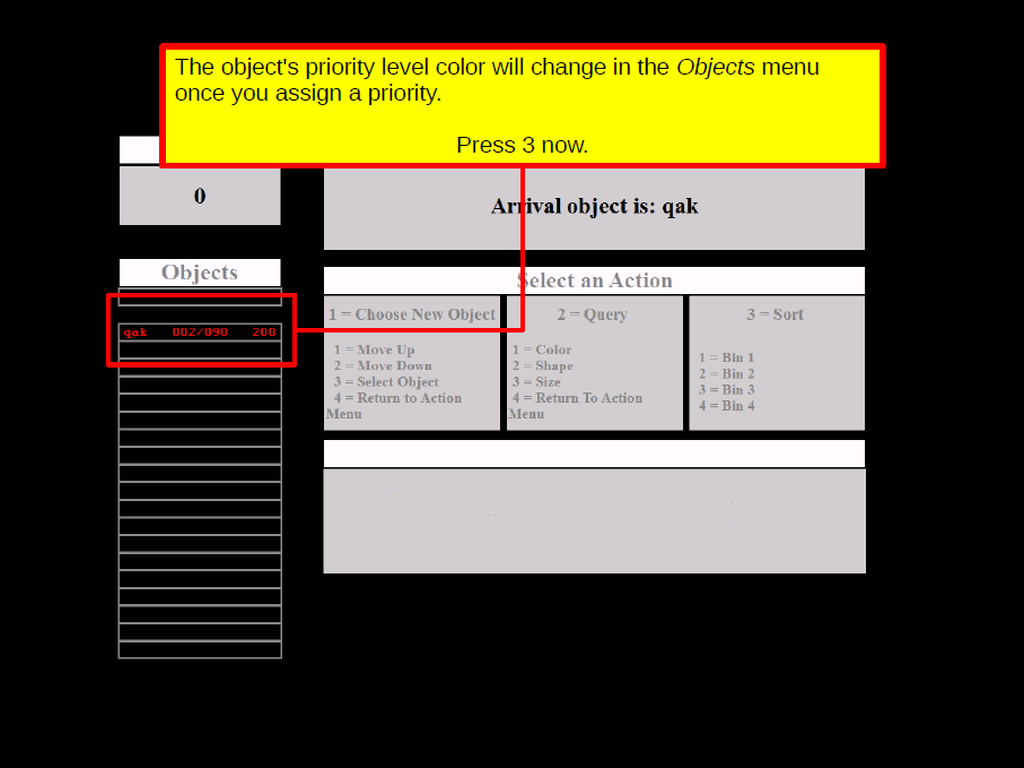 The object's priority level color will change in the Objects menu
once you assign a priority.
Press 3 now.
0
Arrival object is: qak
Objects
qak 002/090 200
Select an Action
1 = Choose New Object
1 = Move Up
2 = Move Down
3 = Select Object
4 = Return to Action
Menu
2 = Query
1 = Color
2 = Shape
3 = Size
4 = Return To Action
Menu
3 = Sort
1 = Bin 1
2 = Bin 2
3 = Bin 3
4 = Bin 4